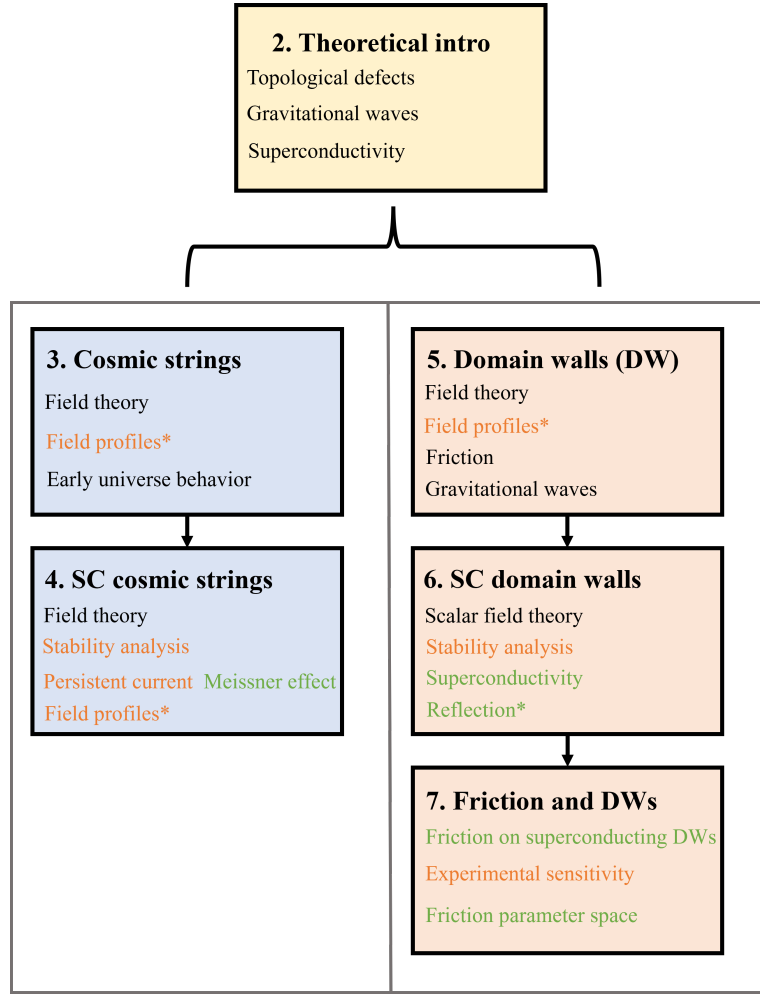 2. Theoretical intro
Topological defects
Gravitational waves
Superconductivity
3. Cosmic strings
Field theory
Field profiles*
Early universe behavior
4. SC cosmic strings
Field theory
Stability analysis
Persistent current Meissner effect
Field profiles*
5. Domain walls (DW)
Field theory
Field profiles*
Friction
Gravitational waves
6. SC domain walls
Scalar field theory
Stability analysis
Superconductivity
Reflection*
7. Friction and DWs
Friction on superconducting DWs
Experimental sensitivity
Friction parameter space